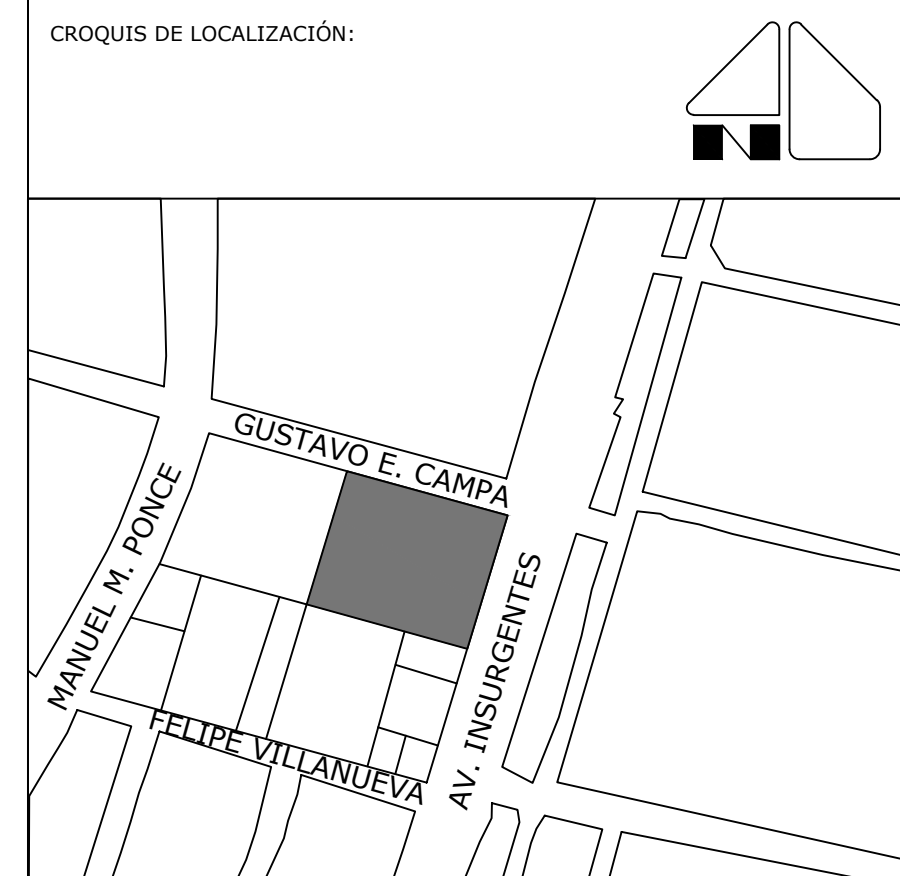 CROQUIS DE LOCALIZACIÓN:
N
GUSTAVO E. CAMPA
MANUEL M. PONCE
AV. INSURGENTES
FELIPE VILLANUEVA